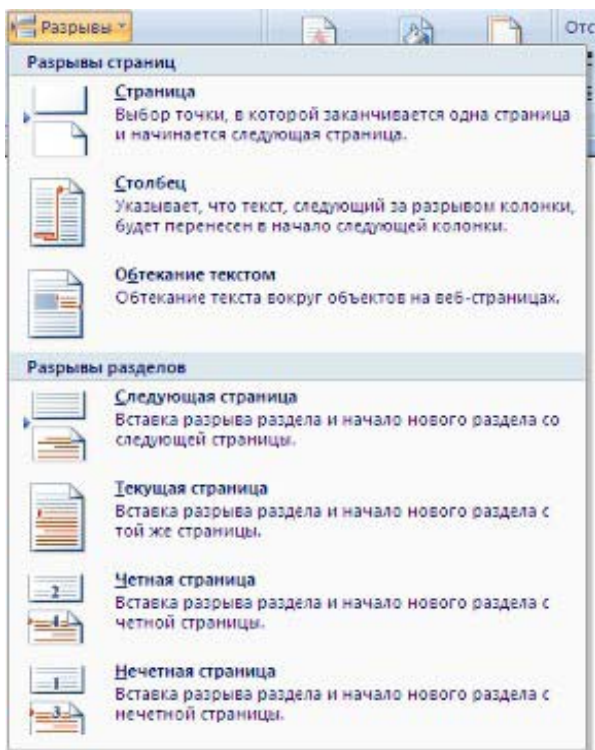 Разрывы
Отс
Разрывы страниц
Страница
Выбор точки, в которой заканчивается одна страница
и начинается следующая страница.
Столбец
Указывает, что текст, следующий за разрывом колонки,
будет перенесен в начало следующей колонки.
Обтекание текстом
Обтекание текста вокруг объектов на веб-страницах.
Разрывы разделов
Следующая страница
Вставка разрыва раздела и начало нового раздела со
следующей страницы.
Текущая страница
Вставка разрыва раздела и начало нового раздела с
той же страницы.
2
4
Четная страница
Вставка разрыва раздела и начало нового раздела с
четной страницы.
1
3
Нечетная страница
Вставка разрыва раздела и начало нового раздела с
нечетной страницы.